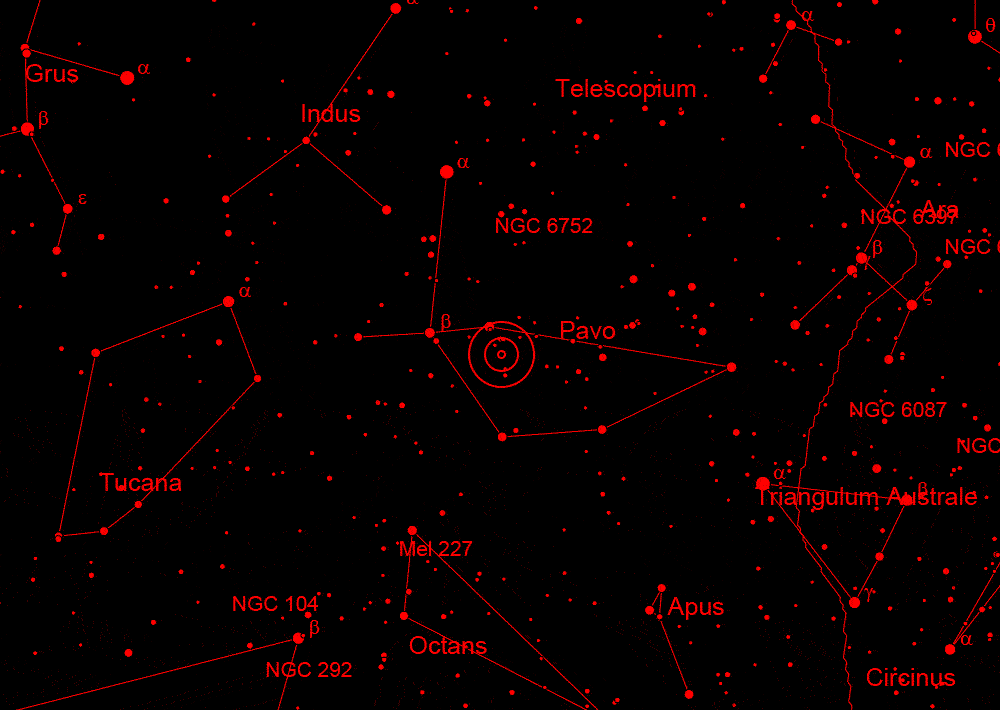 α
θ
α
Grus
α
Telescopium
Indus
β
α
NGC 6
α
ε
Ara
NGC 6397
NGC 6752
β
NGC 6
α
ζ
β
Pavo
NGC 6087
NGC
α
Tucana
β
Triangulum Australe
Mel 227
γ
NGC 104
Apus
β
α
Octans
NGC 292
Circinus